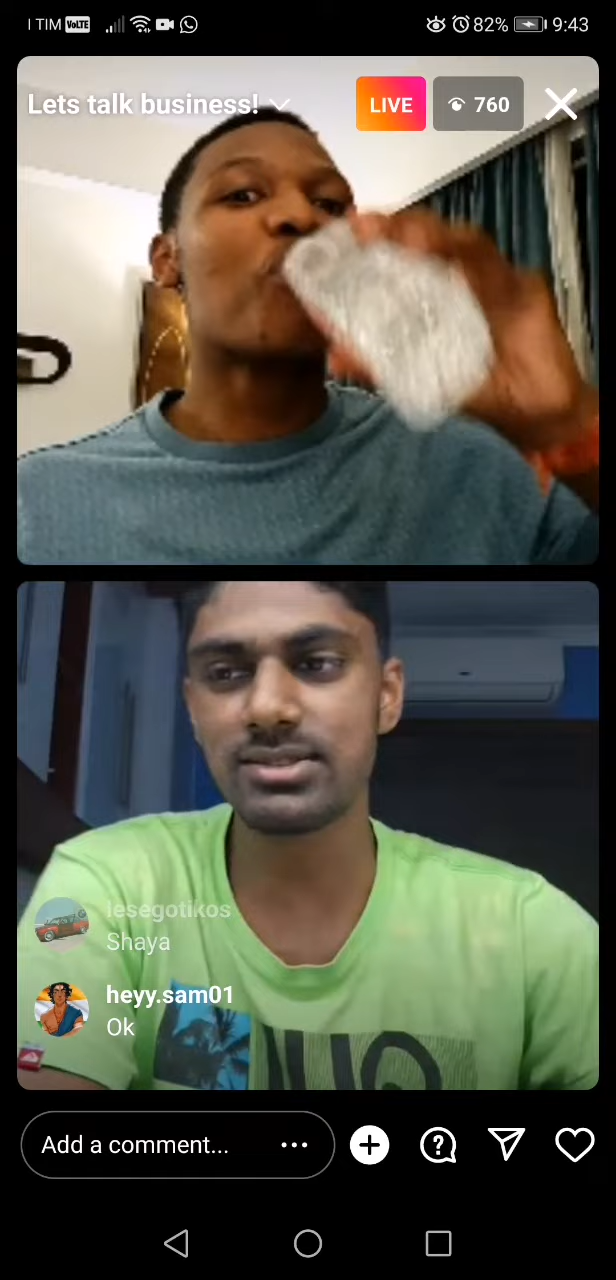 TIM VoLTE 82% 9:43
Lets talk business!
LIVE
760
lesegotikos
Shaya
heyy.sam01
Ok
Add a comment...